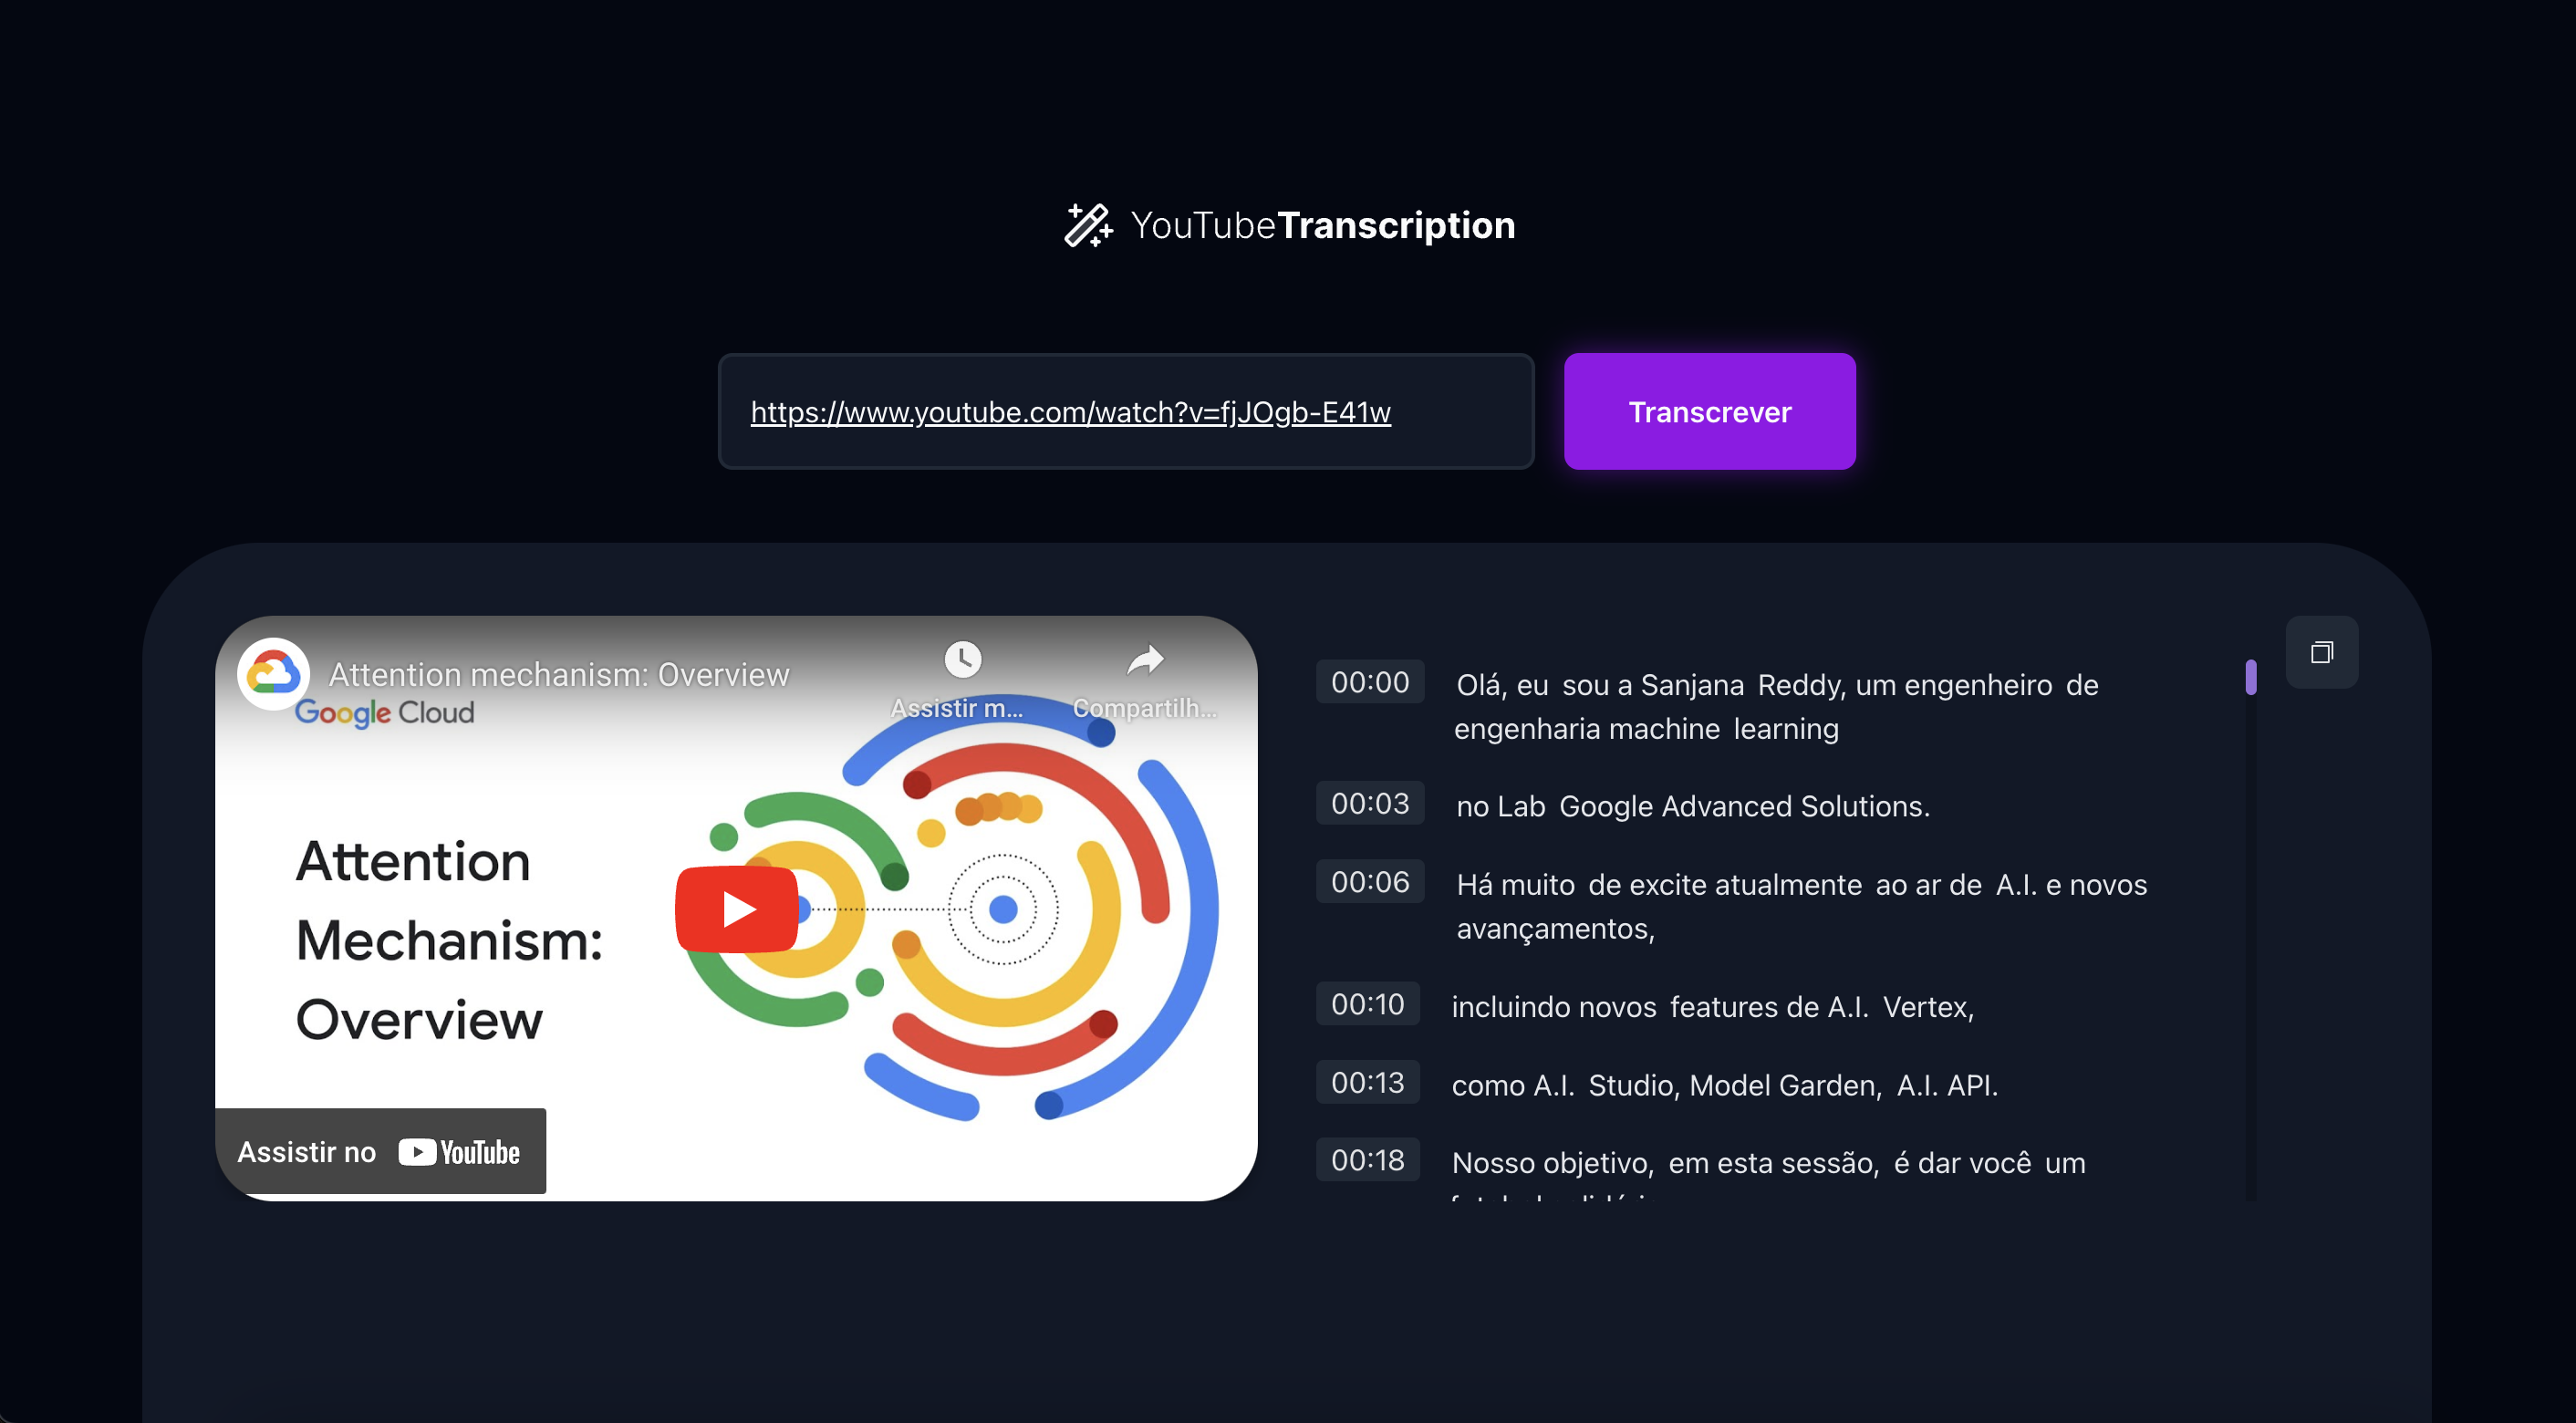 YouTubeTranscription
https://www.youtube.com/watch?v=fjJOgb-E41w
Transcrever
Attention mechanism: Overview
Assistir m...
Compartilh...
Google Cloud
Attention
Mechanism:
Overview
Assistir no YouTube
00:00 Olá, eu sou a Sanjana Reddy, um engenheiro de
engenharia machine learning
00:03 no Lab Google Advanced Solutions.
00:06 Há muito de excite atualmente ao ar de A.I. e novos
avançamentos,
00:10 incluindo novos features de A.I. Vertex,
00:13 como A.I. Studio, Model Garden, A.I. API.
00:18 Nosso objetivo, em esta sessão, é dar você um